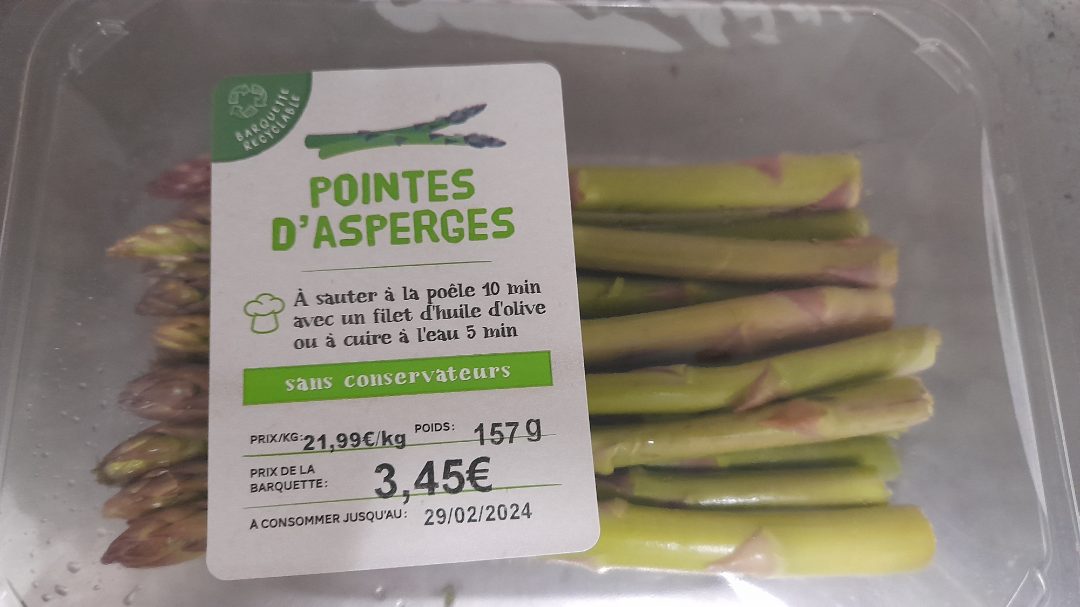 BARQUETTE
RECYCLABLE
POINTES
D'ASPERGES
À sauter à la poêle 10 min
avec un filet d'huile d'olive
ou à cuire à l'eau 5 min
sans conservateurs
PRIX/KG: 21,99€/kg POIDS: 157 g
PRIX DE LA
BARQUETTE: 3,45€
À CONSOMMER JUSQU'AU: 29/02/2024